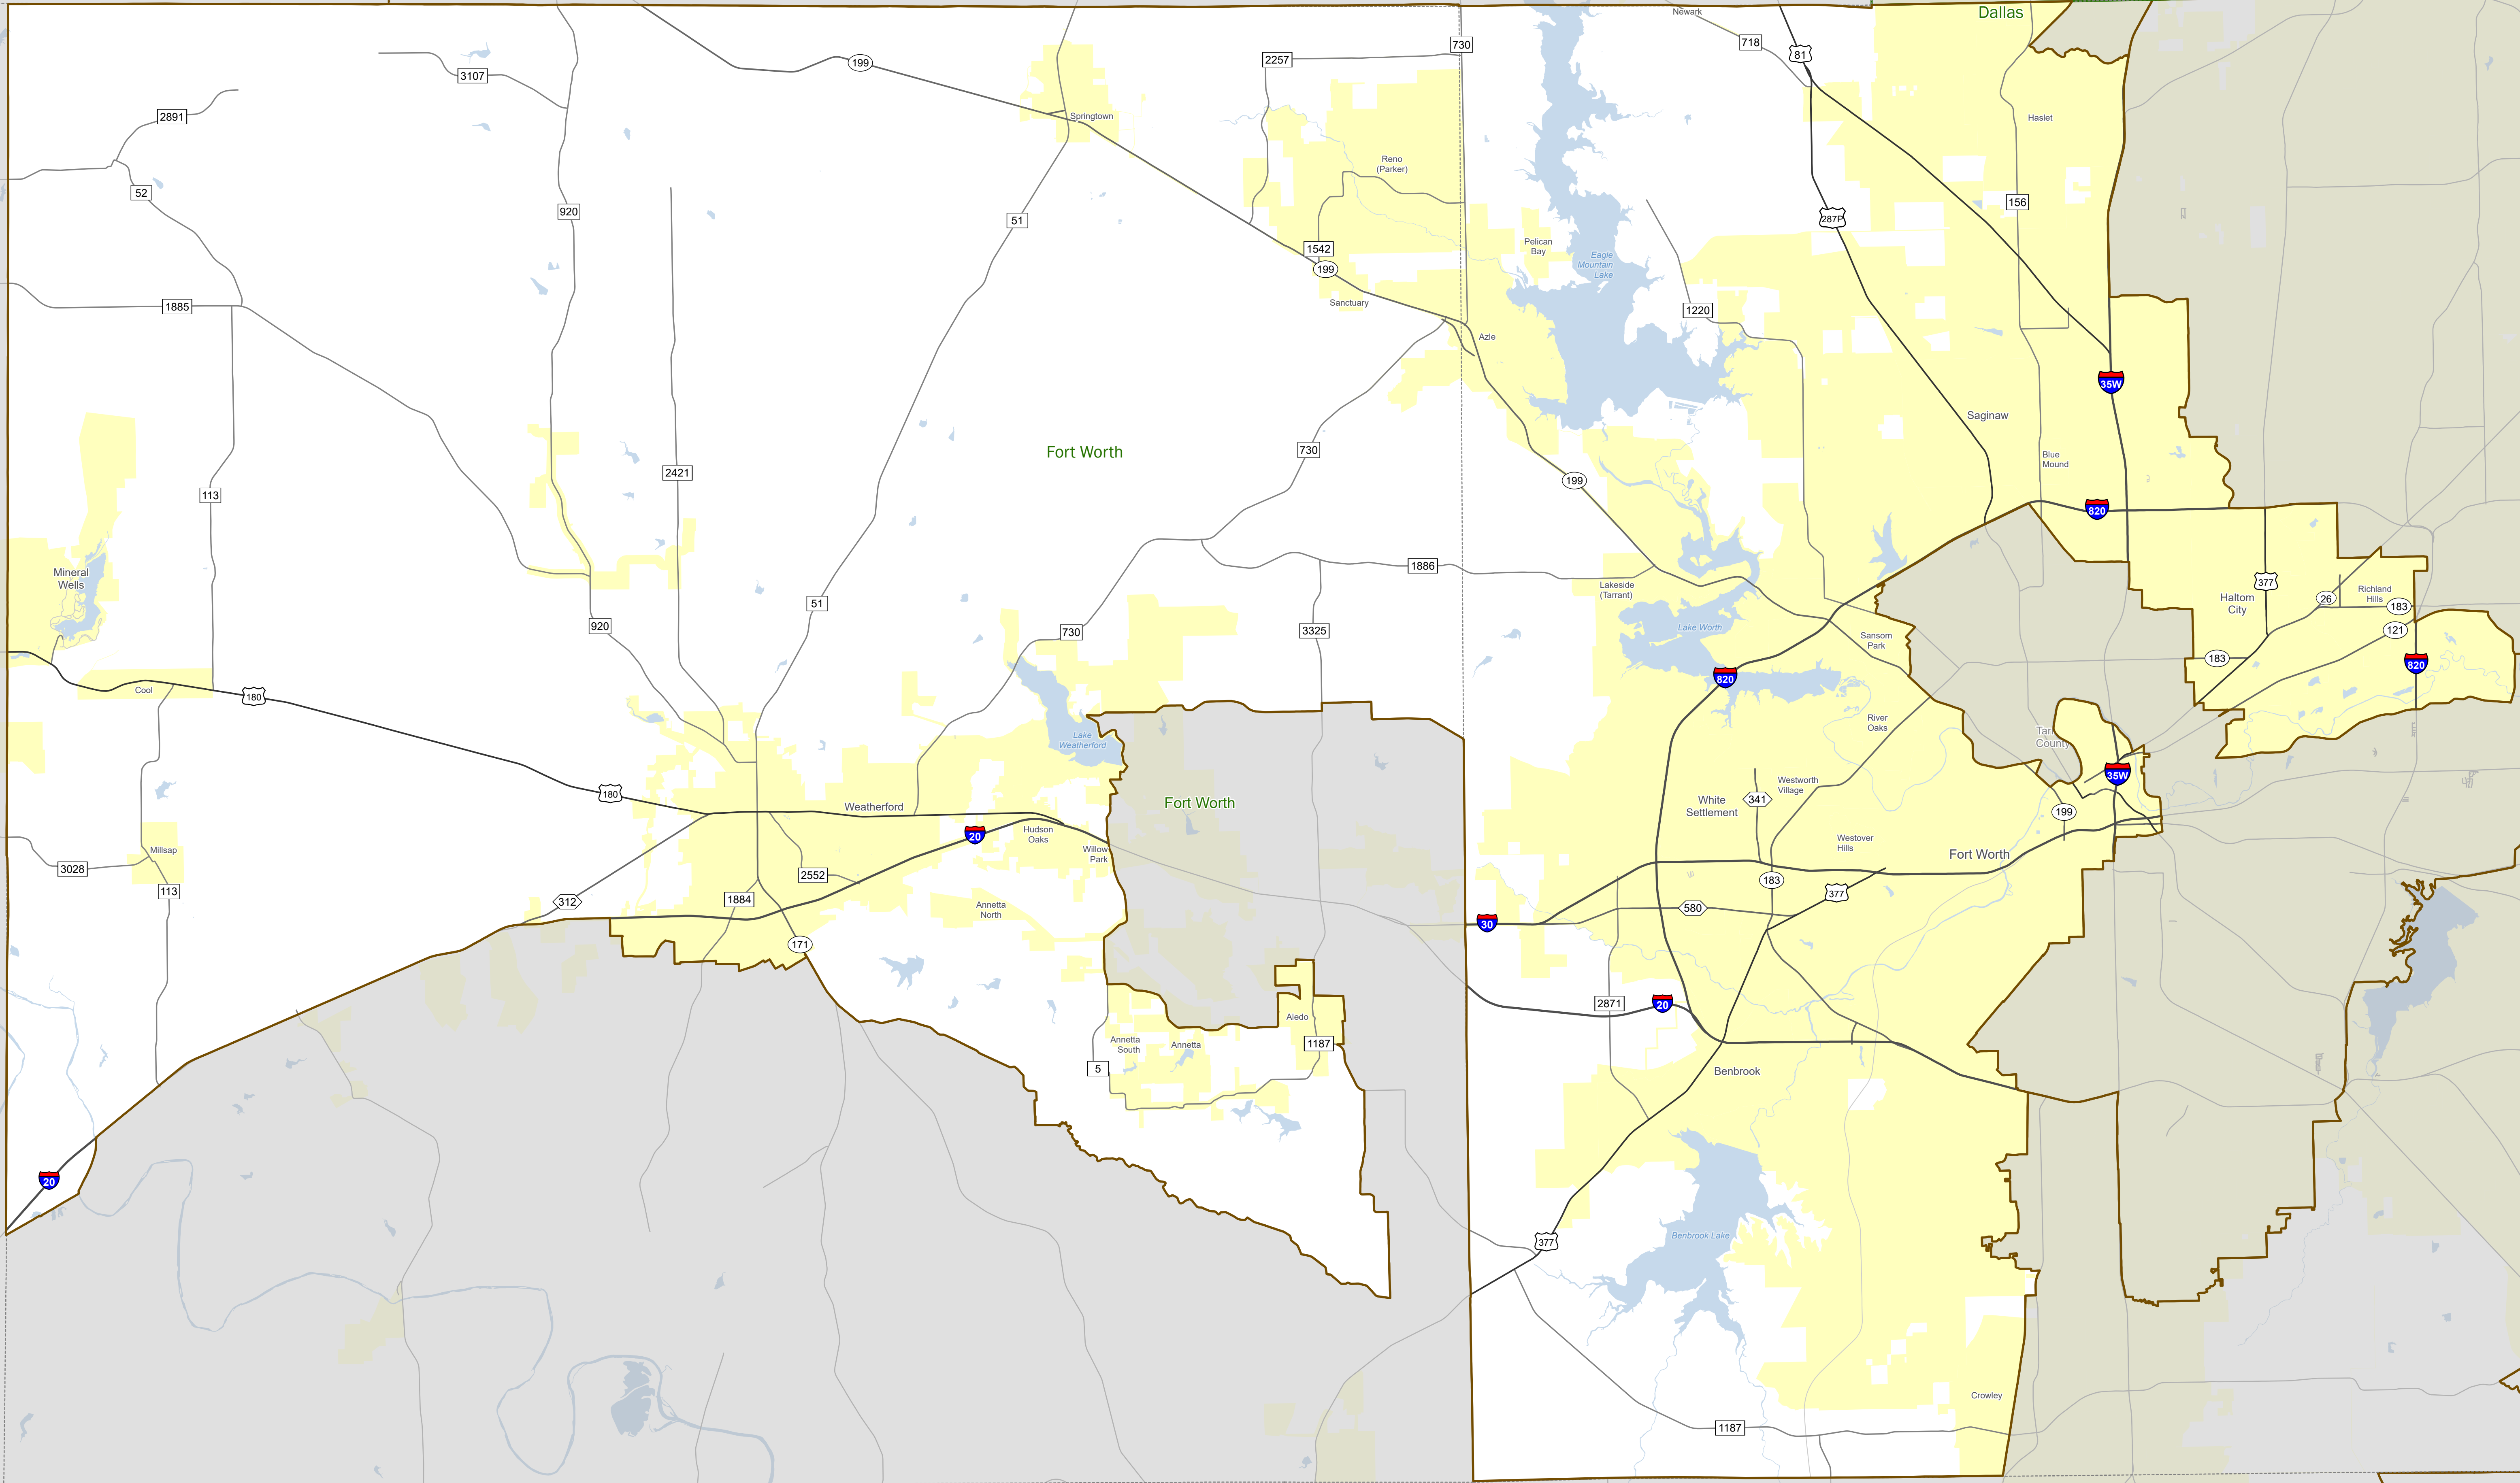 Newark
Dallas
718
81
730
2257
199
3107
2891
Springtown
Haslet
Reno
(Parker)
52
920
51
156
287P
1542
Pelican
Bay
Eagle
Mountain
Lake
199
Sanctuary
1885
1220
Azle
35W
Saginaw
Fort Worth
730
Blue
Mound
2421
199
113
820
Mineral
Wells
1886
Lakeside
(Tarrant)
377
Richland
Hills
26
183
Haltom
City
51
920
730
3325
Lake Worth
Sansom
Park
121
183
820
820
Cool
180
River
Oaks
Lake
Weatherford
Tarr
County
35W
Westworth
Village
180
Weatherford
Fort Worth
White
Settlement
341
199
20
Hudson
Oaks
Westover
Hills
Millsap
Willow
Park
Fort Worth
3028
2552
183
113
377
312
1884
Annetta
North
580
30
171
2871
20
Aledo
Annetta
South
Annetta
1187
5
Benbrook
20
377
Benbrook Lake
Crowley
1187